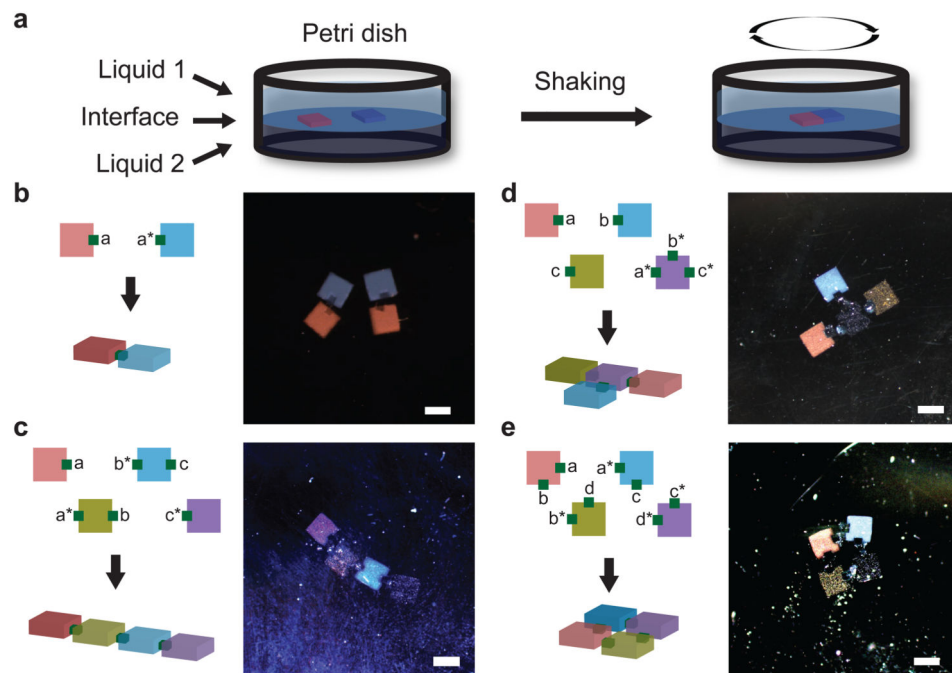 a
Petri dish
Liquid 1
Interface
Liquid 2
Shaking
b
a a*
c
a b* c
a* b c*
d
a b
b*
c a* c*
e
a a*
b d c c*
b* d*